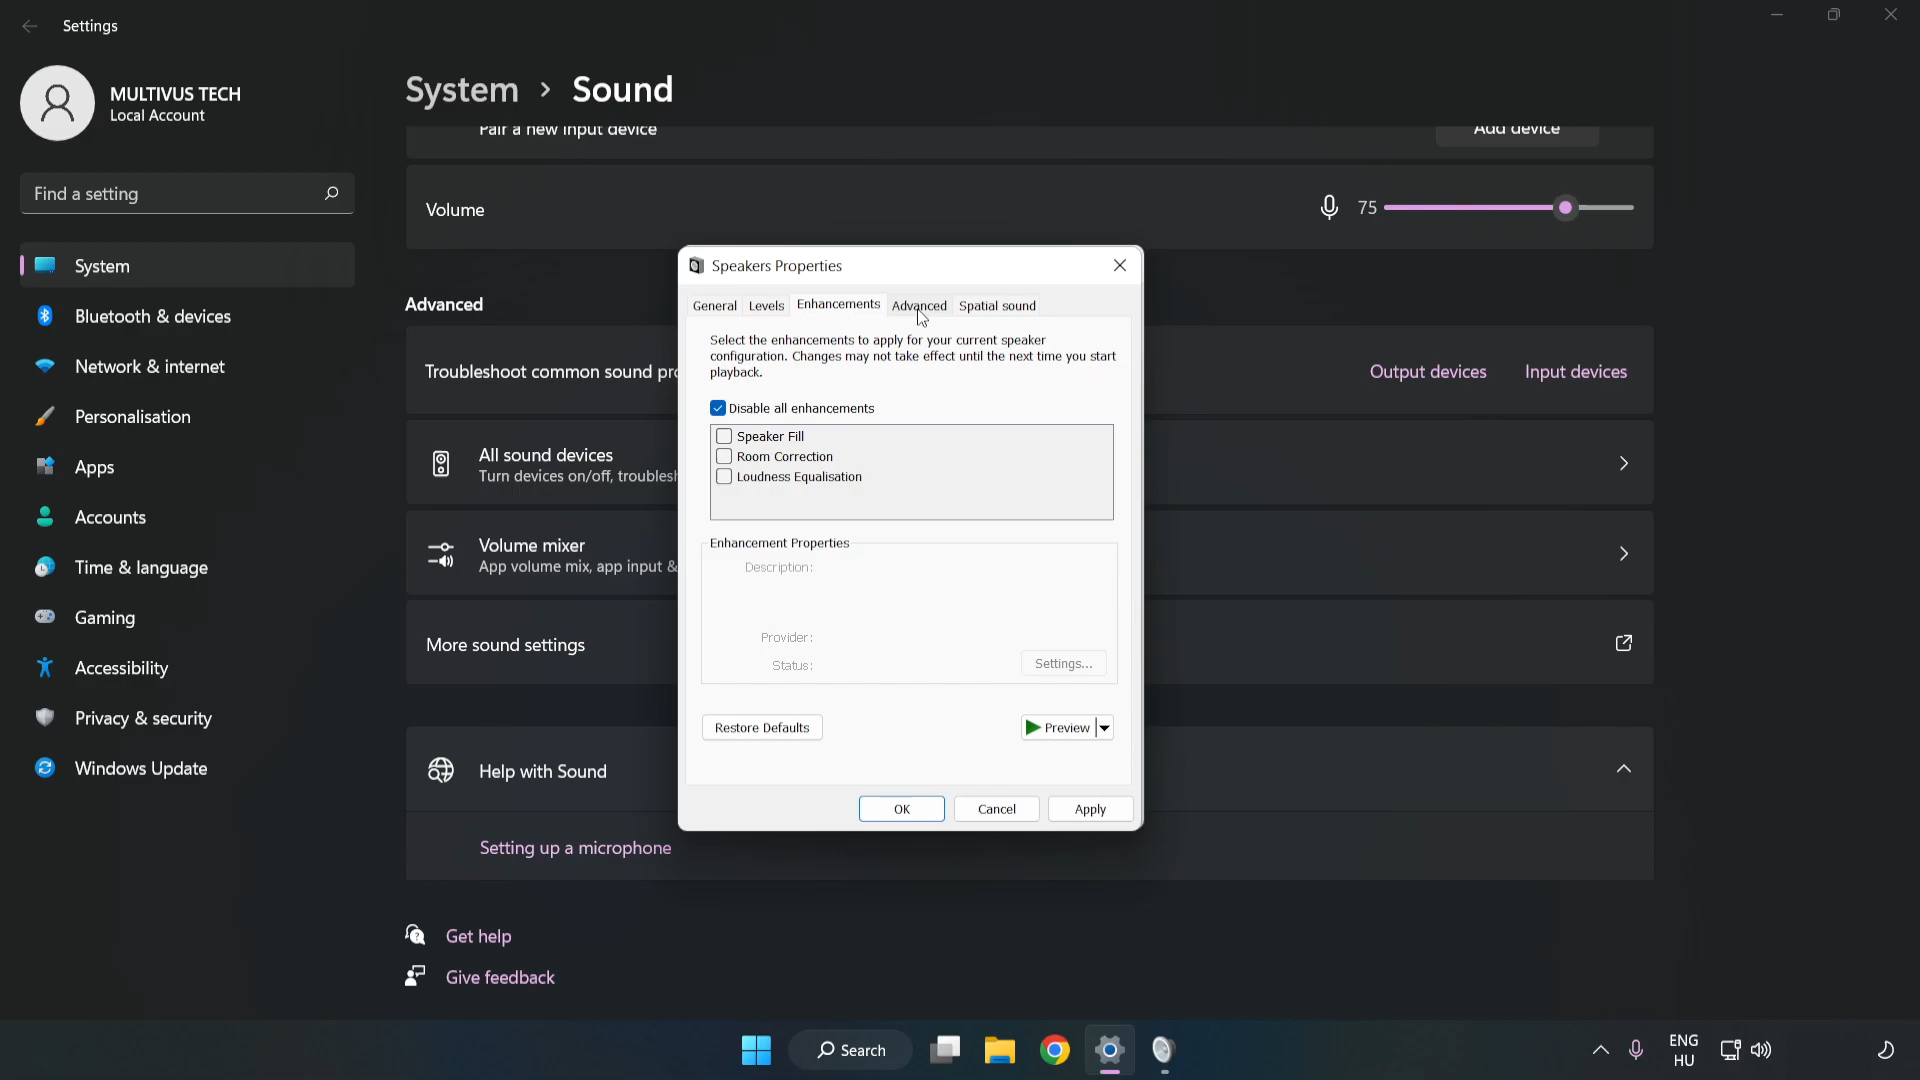 Settings
MULTIVUS TECH
Local Account
Find a setting
System
Bluetooth & devices
Network & internet
Personalisation
Apps
Accounts
Time & language
Gaming
Accessibility
Privacy & security
Windows Update
System > Sound
Pair a new input device
Add device
Volume
75
Advanced
Troubleshoot common sound pr
Output devices
Input devices
All sound devices
Turn devices on/off, troubles
Volume mixer
App volume mix, app input &
More sound settings
Help with Sound
Setting up a microphone
Get help
Give feedback
Speakers Properties
General Levels Enhancements Advanced Spatial sound
Select the enhancements to apply for your current speaker
configuration. Changes may not take effect until the next time you start
playback.
Disable all enhancements
Speaker Fill
Room Correction
Loudness Equalisation
Enhancement Properties
Description:
Provider:
Status:
Settings...
Restore Defaults
Preview
OK
Cancel
Apply
Search
ENG
HU